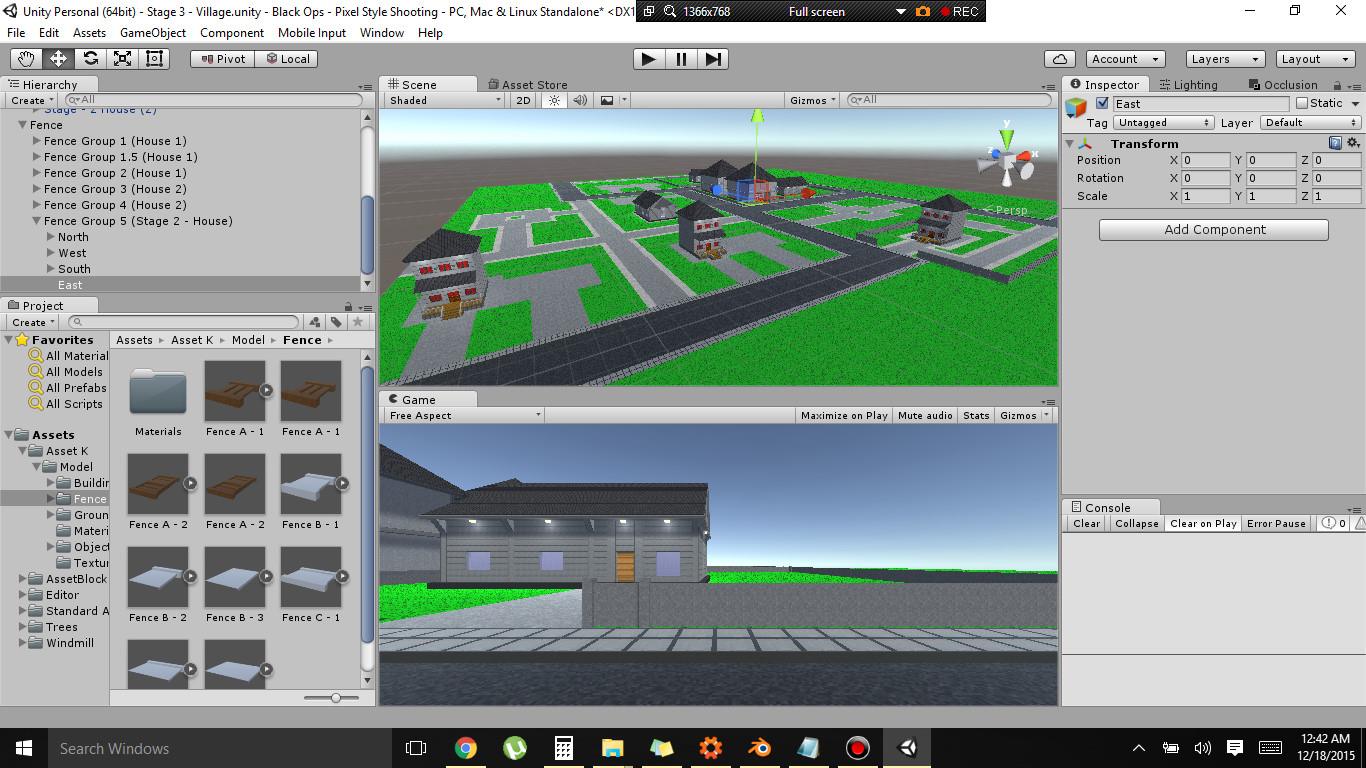 Unity Personal (64bit) - Stage 3 - Village.unity - Black Ops - Pixel Style Shooting - PC, Mac & Linux Standalone* <DX1
1366x768 Full screen REC
File Edit Assets GameObject Component Mobile Input Window Help
Pivot Local
Account Layers Layout
Hierarchy
Create All
Stage - 2 House (2)
Fence
Fence Group 1 (House 1)
Fence Group 1.5 (House 1)
Fence Group 2 (House 1)
Fence Group 3 (House 2)
Fence Group 4 (House 2)
Fence Group 5 (Stage 2 - House)
North
West
South
East
Project
Create
Favorites
All Material
All Models
All Prefabs
All Scripts
Assets
Asset K
Model
Buildin
Fence
Groun
Materi
Object
Textur
AssetBlock
Editor
Standard A
Trees
Windmill
Assets Asset K Model Fence
Materials Fence A - 1 Fence A - 1
Fence A - 2 Fence A - 2 Fence B - 1
Fence B - 2 Fence B - 3 Fence C - 1
Scene Asset Store
Shaded 2D Gizmos All
y
z x
Persp
Game
Free Aspect Maximize on Play Mute audio Stats Gizmos
Inspector Lighting Occlusion
East Static
Tag Untagged Layer Default
Transform
Position X 0 Y 0 Z 0
Rotation X 0 Y 0 Z 0
Scale X 1 Y 1 Z 1
Add Component
Console
Clear Collapse Clear on Play Error Pause 0
Search Windows
12:42 AM
12/18/2015